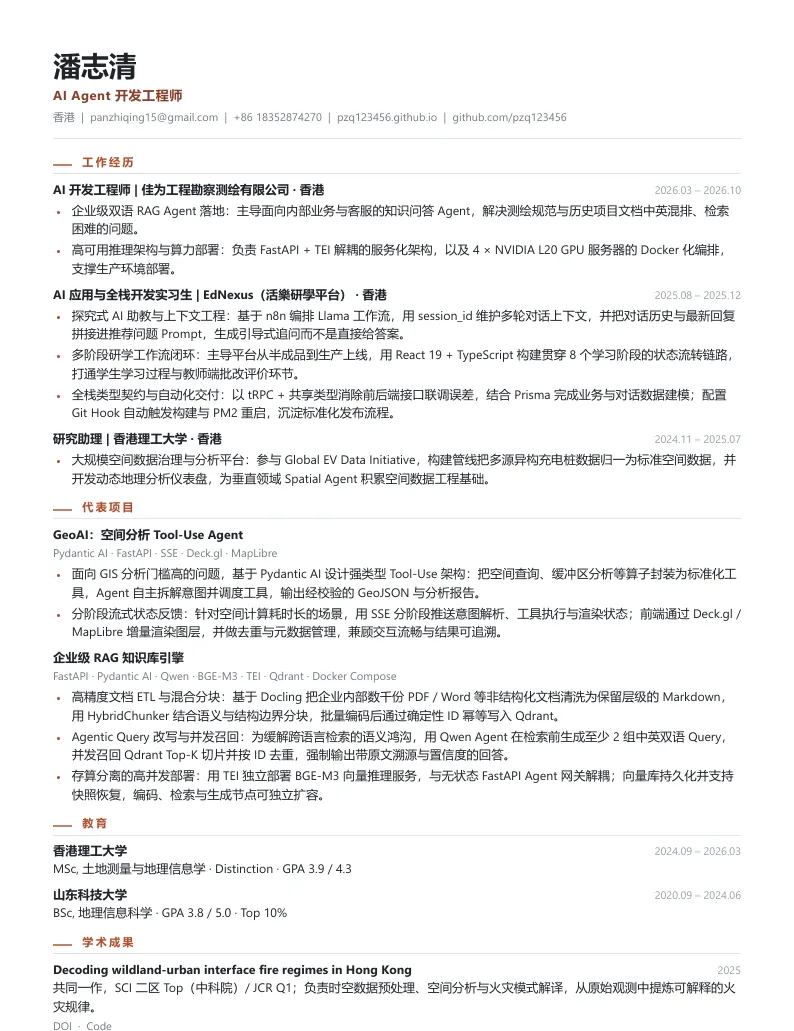 潘志清
AI Agent 开发工程师
香港 | panzhiqing15@gmail.com | +86 18352874270 | pzq123456.github.io | github.com/pzq123456
工作经历
AI 开发工程师 | 佳为工程勘察测绘有限公司 · 香港 2026.03 – 2026.10
• 企业级双语 RAG Agent 落地：主导面向内部业务与客服的知识问答 Agent，解决测绘规范与历史项目文档中英混排、检索
困难的问题。
• 高可用推理架构与算力部署：负责 FastAPI + TEI 解耦的服务化架构，以及 4 × NVIDIA L20 GPU 服务器的 Docker 化编排，
支撑生产环境部署。
AI 应用与全栈开发实习生 | EdNexus（活樂研學平台） · 香港 2025.08 – 2025.12
• 探究式 AI 助教与上下文工程：基于 n8n 编排 Llama 工作流，用 session_id 维护多轮对话上下文，并把对话历史与最新回复
拼接进推荐问题 Prompt，生成引导式追问而不是直接给答案。
• 多阶段研学工作流闭环：主导平台从半成品到生产上线，用 React 19 + TypeScript 构建贯穿 8 个学习阶段的状态流转链路，
打通学生学习过程与教师端批改评价环节。
• 全栈类型契约与自动化交付：以 tRPC + 共享类型消除前后端接口联调误差，结合 Prisma 完成业务与对话数据建模；配置
Git Hook 自动触发构建与 PM2 重启，沉淀标准化发布流程。
研究助理 | 香港理工大学 · 香港 2024.11 – 2025.07
• 大规模空间数据治理与分析平台：参与 Global EV Data Initiative，构建管线把多源异构充电桩数据归一为标准空间数据，并
开发动态地理分析仪表盘，为垂直领域 Spatial Agent 积累空间数据工程基础。
代表项目
GeoAI：空间分析 Tool-Use Agent
Pydantic AI · FastAPI · SSE · Deck.gl · MapLibre
• 面向 GIS 分析门槛高的问题，基于 Pydantic AI 设计强类型 Tool-Use 架构：把空间查询、缓冲区分析等算子封装为标准化工
具，Agent 自主拆解意图并调度工具，输出经校验的 GeoJSON 与分析报告。
• 分阶段流式状态反馈：针对空间计算耗时长的场景，用 SSE 分阶段推送意图解析、工具执行与渲染状态；前端通过 Deck.gl /
MapLibre 增量渲染图层，并做去重与元数据管理，兼顾交互流畅与结果可追溯。
企业级 RAG 知识库引擎
FastAPI · Pydantic AI · Qwen · BGE-M3 · TEI · Qdrant · Docker Compose
• 高精度文档 ETL 与混合分块：基于 Docling 把企业内部数千份 PDF / Word 等非结构化文档清洗为保留层级的 Markdown，
用 HybridChunker 结合语义与结构边界分块，批量编码后通过确定性 ID 幂等写入 Qdrant。
• Agentic Query 改写与并发召回：为缓解跨语言检索的语义鸿沟，用 Qwen Agent 在检索前生成至少 2 组中英双语 Query，
并发召回 Qdrant Top-K 切片并按 ID 去重，强制输出带原文溯源与置信度的回答。
• 存算分离的高并发部署：用 TEI 独立部署 BGE-M3 向量推理服务，与无状态 FastAPI Agent 网关解耦；向量库持久化并支持
快照恢复，编码、检索与生成节点可独立扩容。
教育
香港理工大学 2024.09 – 2026.03
MSc, 土地测量与地理信息学 · Distinction · GPA 3.9 / 4.3
山东科技大学 2020.09 – 2024.06
BSc, 地理信息科学 · GPA 3.8 / 5.0 · Top 10%
学术成果
Decoding wildland-urban interface fire regimes in Hong Kong 2025
共同一作，SCI 二区 Top（中科院）/ JCR Q1；负责时空数据预处理、空间分析与火灾模式解译，从原始观测中提炼可解释的火
灾规律。
DOI · Code